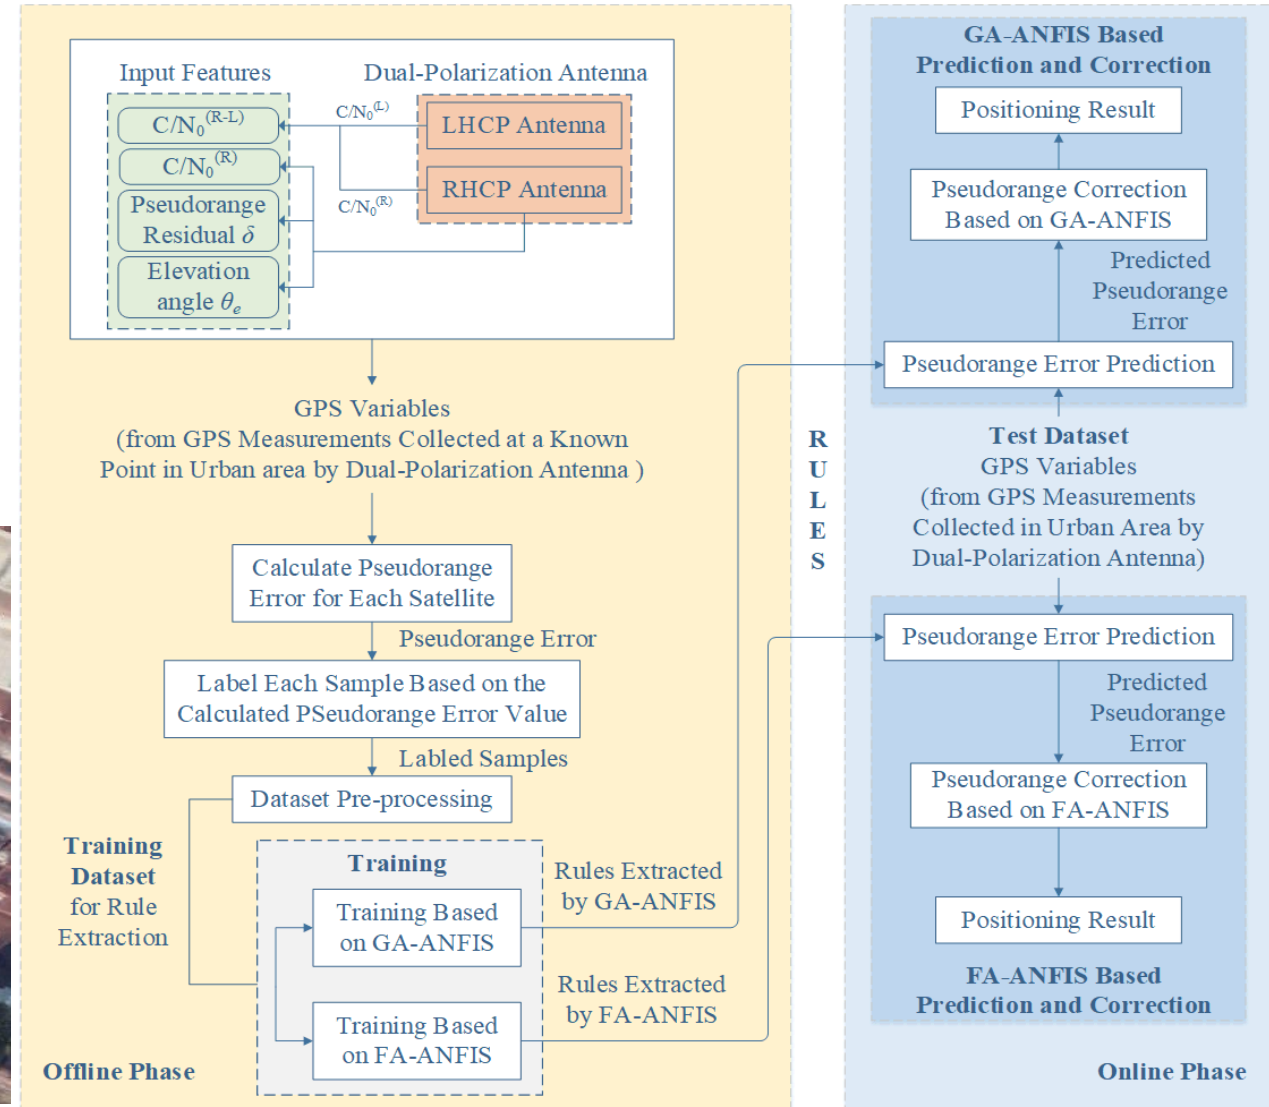 Input Features
Dual-Polarization Antenna
C/N₀⁽ᴿ⁻ᴸ⁾
C/N₀⁽ᴿ⁾
Pseudorange
Residual δ
Elevation
angle θₑ
C/N₀⁽ᴸ⁾
C/N₀⁽ᴿ⁾
LHCP Antenna
RHCP Antenna
GPS Variables
(from GPS Measurements Collected at a Known
Point in Urban area by Dual-Polarization Antenna )
Calculate Pseudorange
Error for Each Satellite
Pseudorange Error
Label Each Sample Based on the
Calculated PSeudorange Error Value
Labled Samples
Dataset Pre-processing
Training
Dataset
for Rule
Extraction
Training
Training Based
on GA-ANFIS
Training Based
on FA-ANFIS
Rules Extracted
by GA-ANFIS
Rules Extracted
by FA-ANFIS
Offline Phase
R
U
L
E
S
GA-ANFIS Based
Prediction and Correction
Positioning Result
Pseudorange Correction
Based on GA-ANFIS
Predicted
Pseudorange
Error
Pseudorange Error Prediction
Test Dataset
GPS Variables
(from GPS Measurements
Collected in Urban Area by
Dual-Polarization Antenna)
Pseudorange Error Prediction
Predicted
Pseudorange
Error
Pseudorange Correction
Based on FA-ANFIS
Positioning Result
FA-ANFIS Based
Prediction and Correction
Online Phase